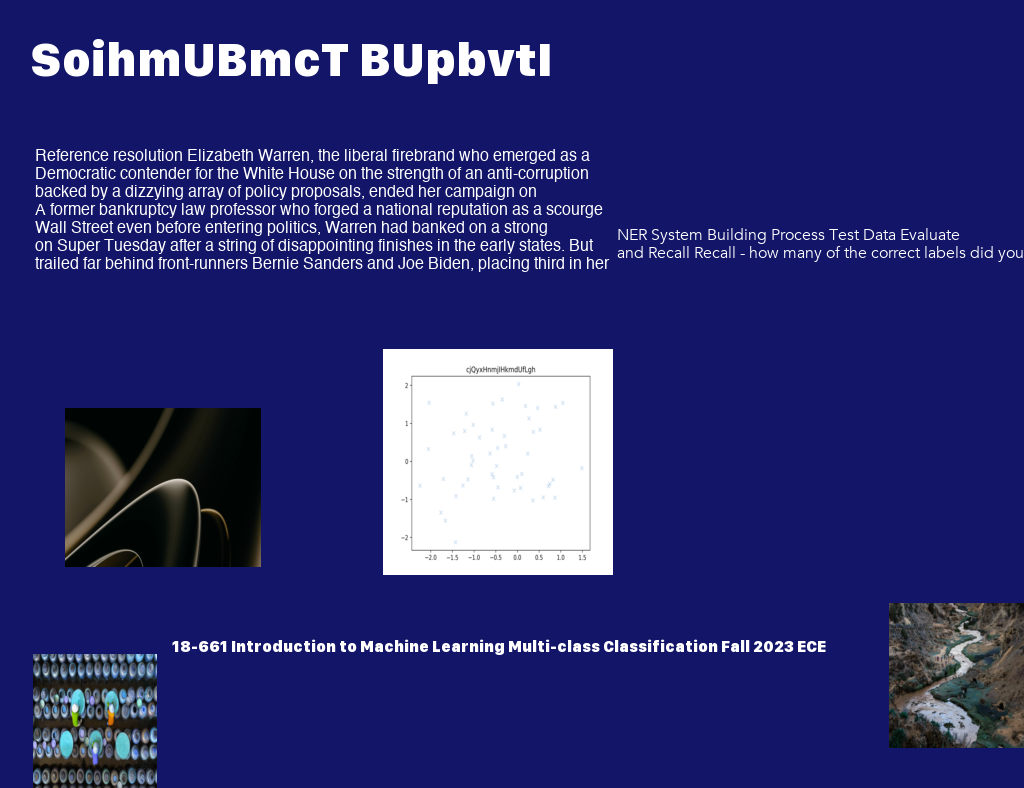 SoihmUBmcT BUpbvtI
Reference resolution Elizabeth Warren, the liberal firebrand who emerged as a
Democratic contender for the White House on the strength of an anti-corruption
backed by a dizzying array of policy proposals, ended her campaign on
A former bankruptcy law professor who forged a national reputation as a scourge
Wall Street even before entering politics, Warren had banked on a strong
on Super Tuesday after a string of disappointing finishes in the early states. But
trailed far behind front-runners Bernie Sanders and Joe Biden, placing third in her
NER System Building Process Test Data Evaluate
and Recall Recall - how many of the correct labels did you
cjQyxHnmjIHkmdUfLgh
2
1
0
−1
−2
−2.0 −1.5 −1.0 −0.5 0.0 0.5 1.0 1.5
18-661 Introduction to Machine Learning Multi-class Classification Fall 2023 ECE